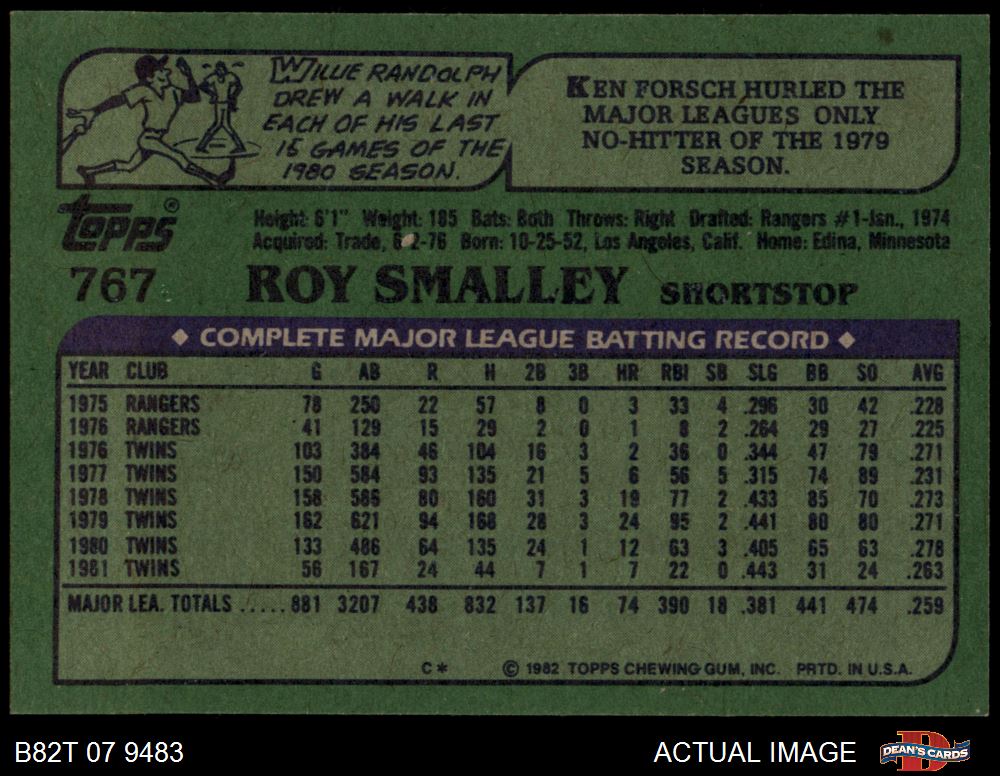 WILLIE RANDOLPH
DREW A WALK IN
EACH OF HIS LAST
15 GAMES OF THE
1980 SEASON.
KEN FORSCH HURLED THE
MAJOR LEAGUES ONLY
NO-HITTER OF THE 1979
SEASON.
TOPPS®
Height: 6'1" Weight: 185 Bats: Both Throws: Right Drafted: Rangers #1-Jan., 1974
Acquired: Trade, 6- -76 Born: 10-25-52, Los Angeles, Calif. Home: Edina, Minnesota
767 ROY SMALLEY SHORTSTOP
◆ COMPLETE MAJOR LEAGUE BATTING RECORD ◆
YEAR CLUB G AB R H 2B 3B HR RBI SB SLG BB SO AVG
1975 RANGERS 78 250 22 57 8 0 3 33 4 .296 30 42 .228
1976 RANGERS 41 129 15 29 2 0 1 8 2 .264 29 27 .225
1976 TWINS 103 384 46 104 16 3 2 36 0 .344 47 79 .271
1977 TWINS 150 584 93 135 21 5 6 56 5 .315 74 89 .231
1978 TWINS 158 586 80 160 31 3 19 77 2 .433 85 70 .273
1979 TWINS 162 621 94 168 28 3 24 95 2 .441 80 80 .271
1980 TWINS 133 486 64 135 24 1 12 63 3 .405 65 63 .278
1981 TWINS 56 167 24 44 7 1 7 22 0 .443 31 24 .263
MAJOR LEA. TOTALS ..... 881 3207 438 832 137 16 74 390 18 .381 441 474 .259
C* © 1982 TOPPS CHEWING GUM, INC. PRTD. IN U.S.A.
B82T 07 9483 ACTUAL IMAGE DEAN'S CARDS